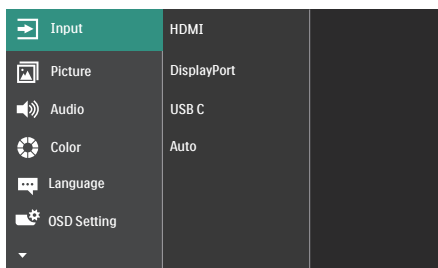 Input
HDMI
Picture
DisplayPort
Audio
USB C
Color
Auto
Language
OSD Setting